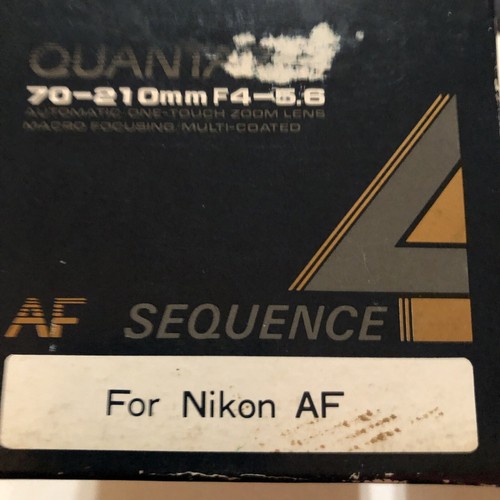 70-210mm F4-5.6
AUTOMATIC ONE-TOUCH ZOOM LENS
MACRO FOCUSING/MULTI-COATED
AF SEQUENCE
For Nikon AF